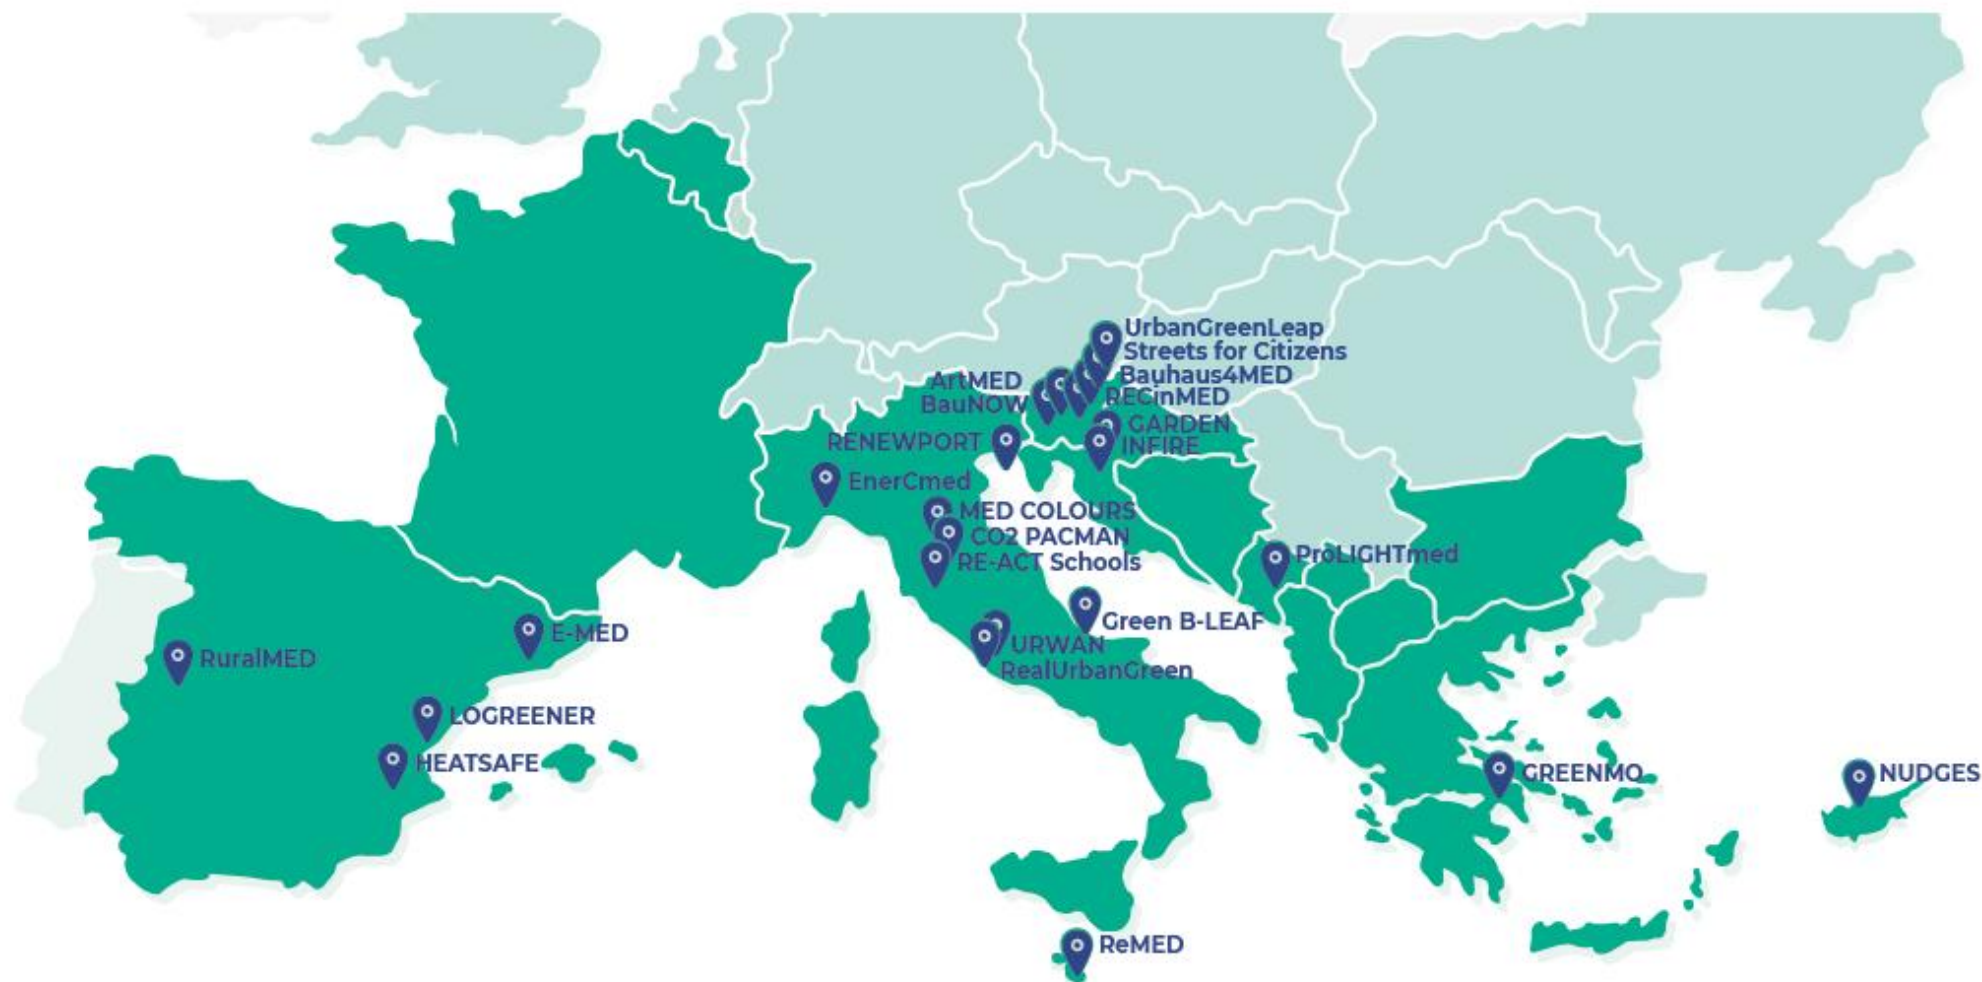 UrbanGreenLeap
Streets for Citizens
ArtMED
Bauhaus4MED
BauNOW
RECinMED
GARDEN
RENEWPORT
INFIRE
EnerCmed
MED COLOURS
CO2 PACMAN
ProLIGHTmed
RE-ACT Schools
Green B-LEAF
E-MED
URWAN
RuralMED
RealUrbanGreen
LOGREENER
HEATSAFE
GREENMO
NUDGES
ReMED